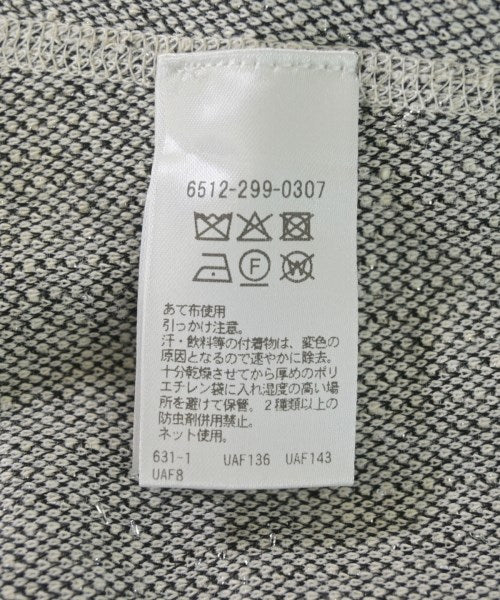 6512-299-0307
F
W
あて布使用
引っかけ注意。
汗・飲料等の付着物は、変色の
原因となるので速やかに除去。
十分乾燥させてから厚めのポリ
エチレン袋に入れ湿度の高い場
所を避けて保管。2種類以上の
防虫剤併用禁止。
ネット使用。
631-1 UAF136 UAF143
UAF8